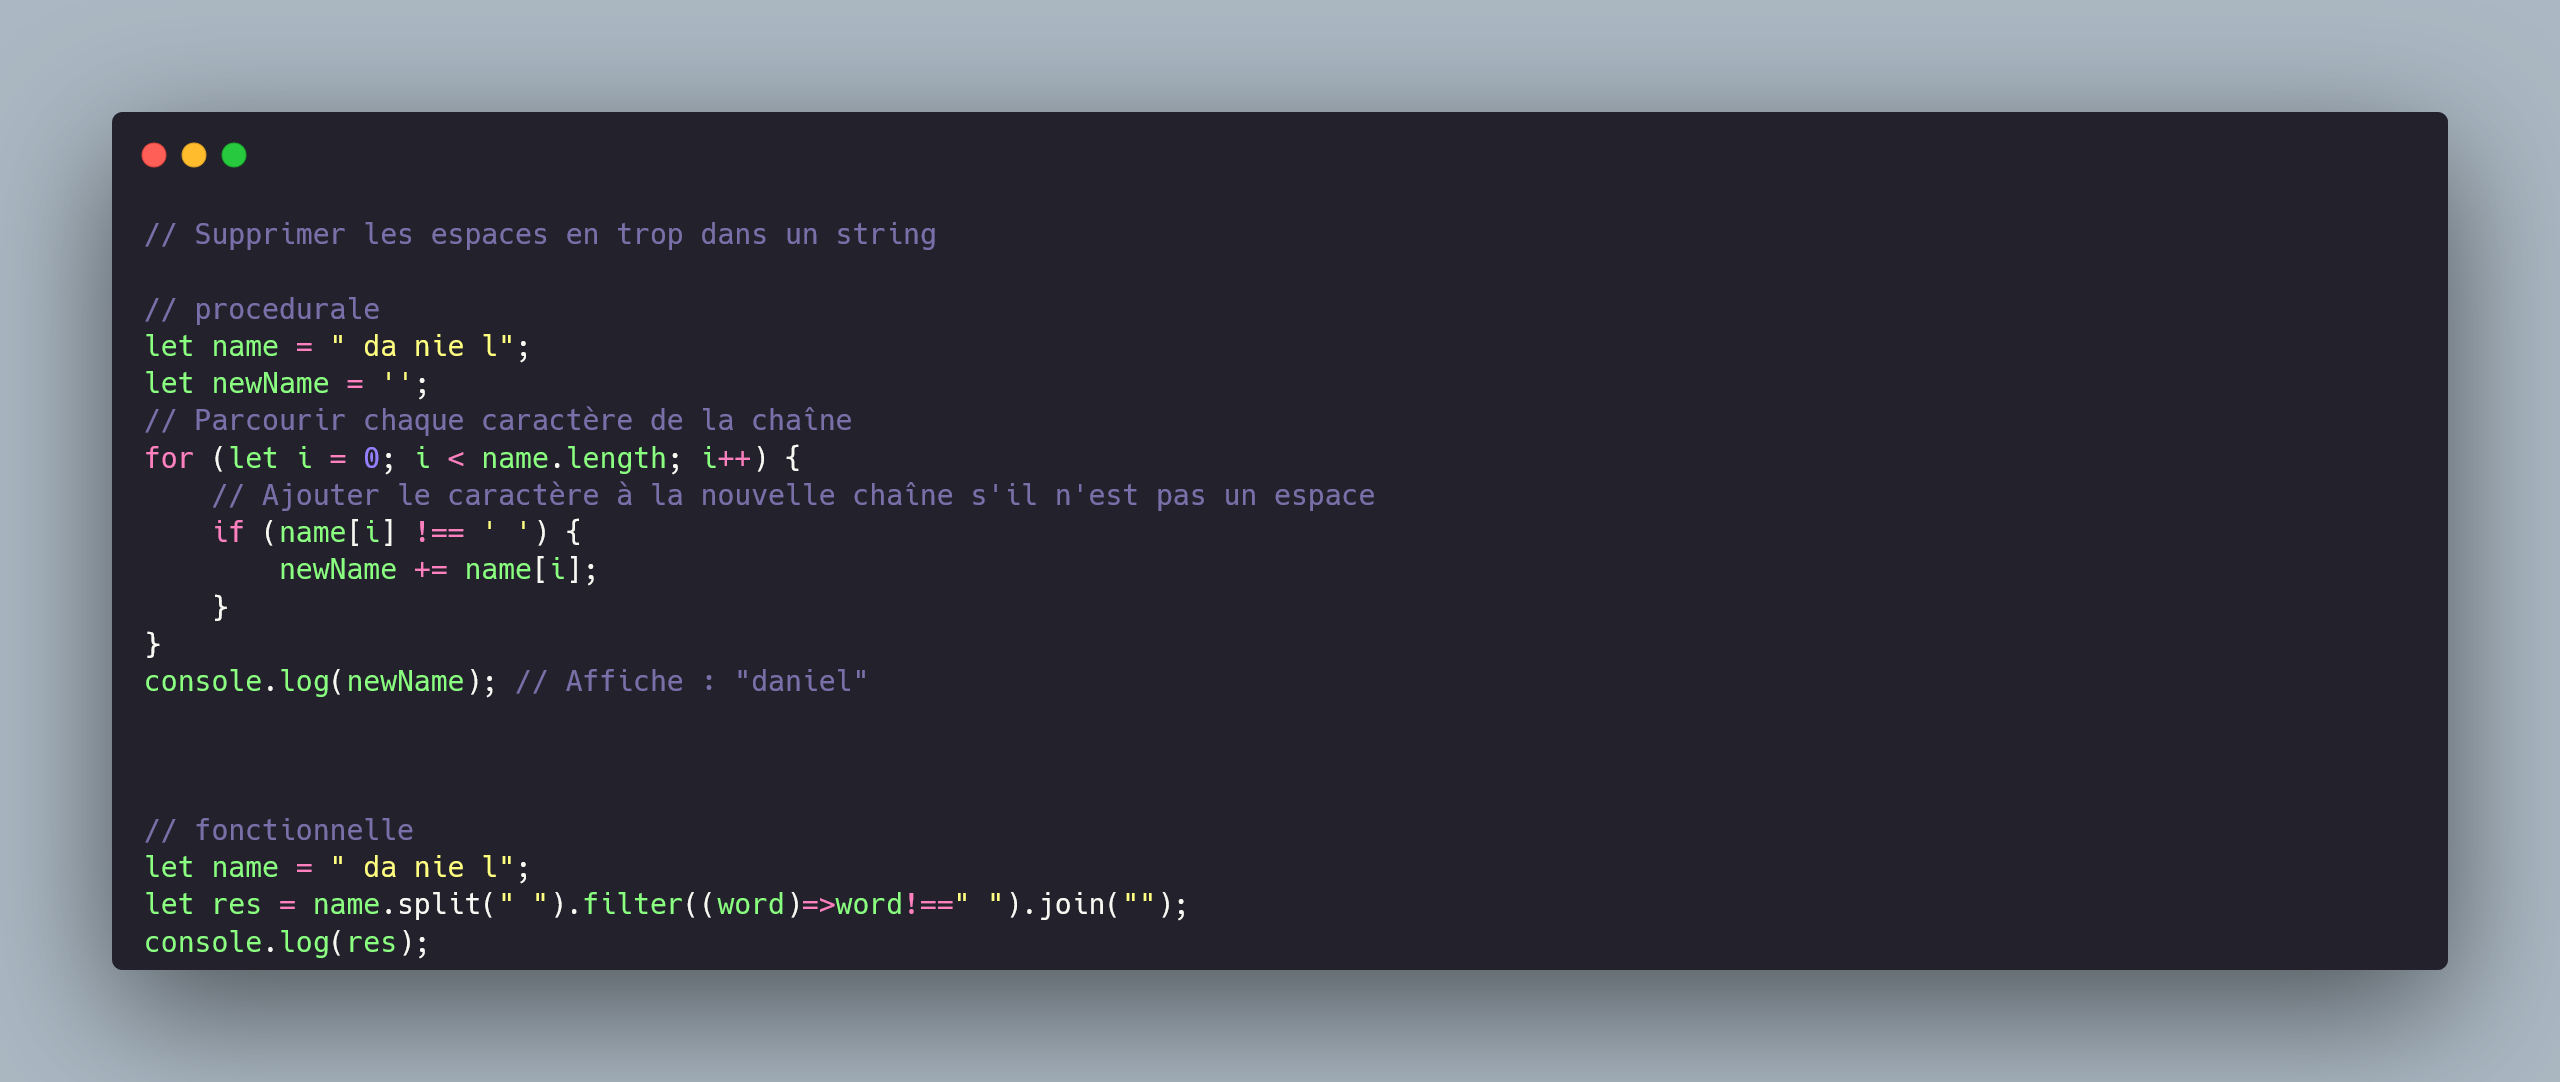 // Supprimer les espaces en trop dans un string
// procedurale
let name = " da nie l";
let newName = '';
// Parcourir chaque caractère de la chaîne
for (let i = 0; i < name.length; i++) {
    // Ajouter le caractère à la nouvelle chaîne s'il n'est pas un espace
    if (name[i] !== ' ') {
        newName += name[i];
    }
}
console.log(newName); // Affiche : "daniel"
// fonctionnelle
let name = " da nie l";
let res = name.split(" ").filter((word)=>word!==" ").join("");
console.log(res);